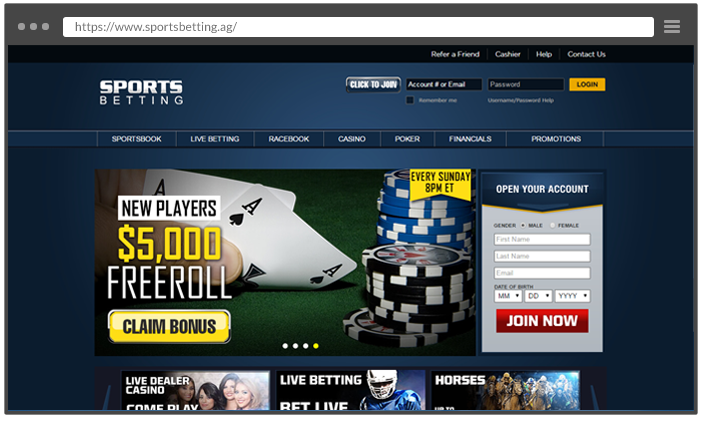 https://www.sportsbetting.ag/
Refer a Friend Cashier Help Contact Us
SPORTS
BETTING
CLICK TO JOIN Account # or Email Password LOGIN
Remember me Username/Password Help
SPORTSBOOK LIVE BETTING RACEBOOK CASINO POKER FINANCIALS PROMOTIONS
NEW PLAYERS
$5,000
FREEROLL
CLAIM BONUS
A
A
A
EVERY SUNDAY
8PM ET
OPEN YOUR ACCOUNT
GENDER MALE FEMALE
First Name
Last Name
Email
DATE OF BIRTH
MM DD YYYY
JOIN NOW
LIVE DEALER
CASINO
COME PLAY
LIVE BETTING
BET LIVE
HORSES
UP TO